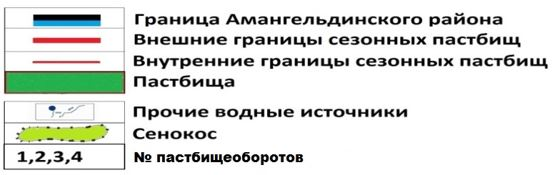 Граница Амангельдинского района
Внешние границы сезонных пастбищ
Внутренние границы сезонных пастбищ
Пастбища
Прочие водные источники
Сенокос
1,2,3,4 № пастбищеоборотов